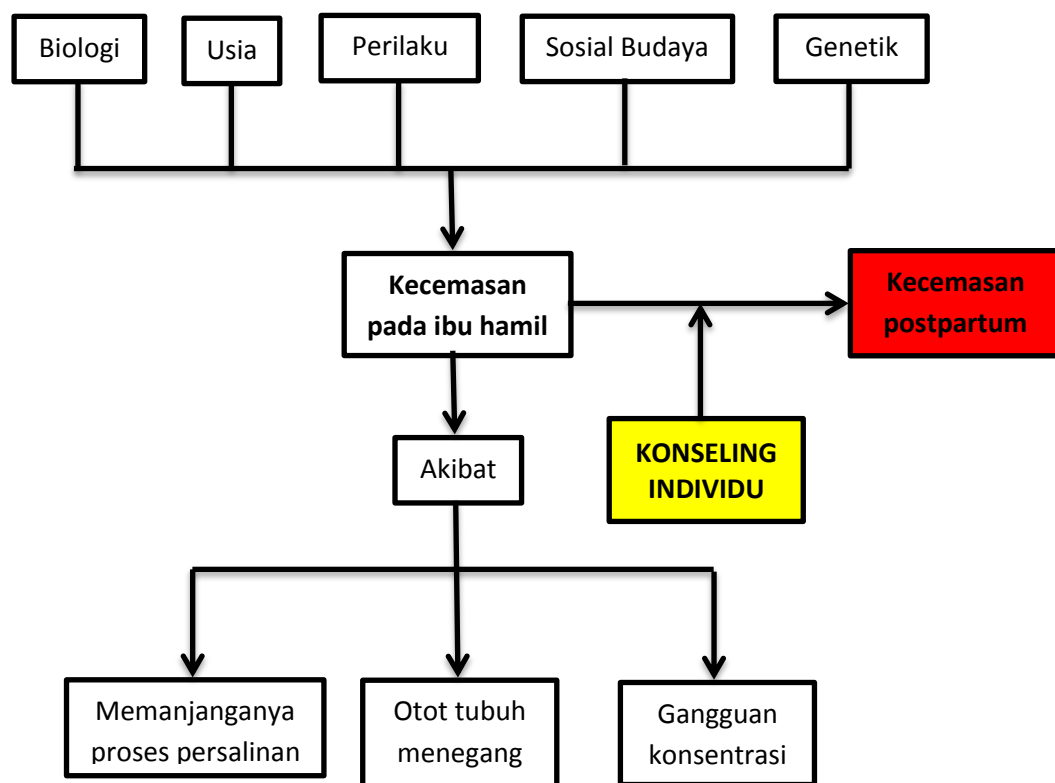 Biologi
Usia
Perilaku
Sosial Budaya
Genetik
Kecemasan
pada ibu hamil
Kecemasan
postpartum
Akibat
KONSELING
INDIVIDU
Memanjanganya
proses persalinan
Otot tubuh
menegang
Gangguan
konsentrasi